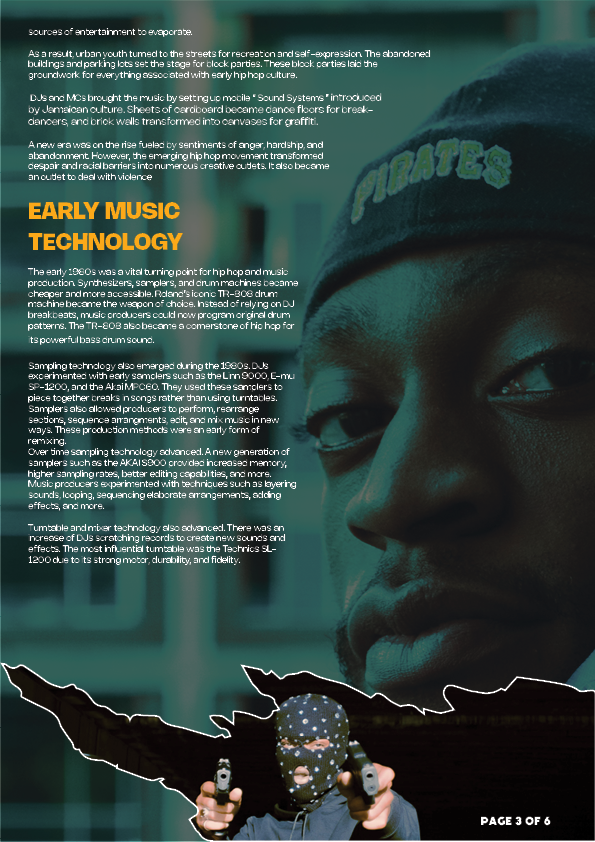 sources of entertainment to evaporate.
As a result, urban youth turned to the streets for recreation and self-expression. The abandoned
buildings and parking lots set the stage for block parties. These block parties laid the
groundwork for everything associated with early hip hop culture.
DJs and MCs brought the music by setting up mobile "Sound Systems" introduced
by Jamaican culture. Sheets of cardboard became dance floors for break-
dancers, and brick walls transformed into canvases for graffiti.
A new era was on the rise fueled by sentiments of anger, hardship, and
abandonment. However, the emerging hip hop movement transformed
despair and racial barriers into numerous creative outlets. It also became
an outlet to deal with violence
PIRATES
EARLY MUSIC
TECHNOLOGY
The early 1980s was a vital turning point for hip hop and music
production. Synthesizers, samplers, and drum machines became
cheaper and more accessible. Roland's iconic TR-808 drum
machine became the weapon of choice. Instead of relying on DJ
breakbeats, music producers could now program original drum
patterns. The TR-808 also became a cornerstone of hip hop for
its powerful bass drum sound.
Sampling technology also emerged during the 1980s. DJs
experimented with early samplers such as the Linn 9000, E-mu
SP-1200, and the Akai MPC60. They used these samplers to
piece together breaks in songs rather than using turntables.
Samplers also allowed producers to perform, rearrange
sections, sequence arrangments, edit, and mix music in new
ways. These production methods were an early form of
remixing.
Over time sampling technology advanced. A new generation of
samplers such as the AKAI S900 provided increased memory,
higher sampling rates, better editing capabilities, and more.
Music producers experimented with techniques such as layering
sounds, looping, sequencing elaborate arrangements, adding
effects, and more.
Turntable and mixer technology also advanced. There was an
increase of DJs scratching records to create new sounds and
effects. The most influential turntable was the Technics SL-
1200 due to its strong motor, durability, and fidelity.
PAGE 3 OF 6